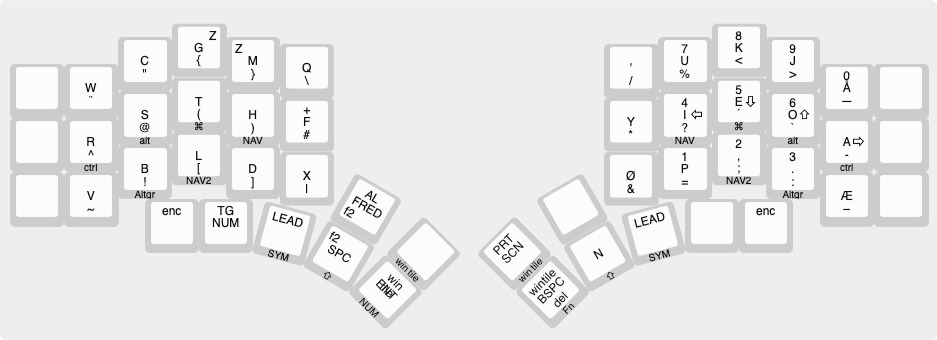 Z
G
{
C
"
Z
M
}
Q
\
W
¨
T
(
⌘
S
@
alt
H
)
NAV
+
F
#
R
^
ctrl
L
[
NAV2
B
!
Altgr
D
]
X
|
V
~
enc
TG
NUM
LEAD
SYM
AL
FRED
f2
f2
SPC
⇧
win tile
win
NUM
8
K
<
7
U
%
9
J
>
'
/
0
Å
—
5
E ⇩
´
⌘
4
I ⇦
?
NAV
6
O ⇧
`
alt
Y
*
A ⇨
-
ctrl
2
,
;
NAV2
1
P
=
3
.
:
Altgr
Ø
&
Æ
–
PRT
SCN
win tile
wintile
BSPC
del
Fn
N
⇧
LEAD
SYM
enc